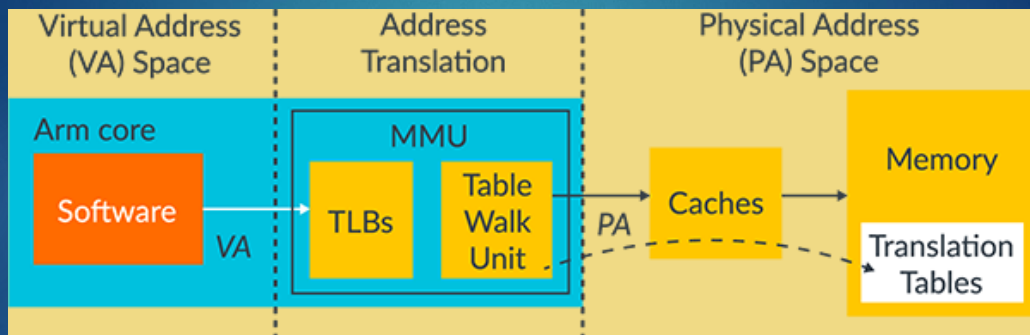 Virtual Address
(VA) Space
Address
Translation
Physical Address
(PA) Space
Arm core
Software
VA
MMU
TLBs
Table
Walk
Unit
PA
Caches
Memory
Translation
Tables